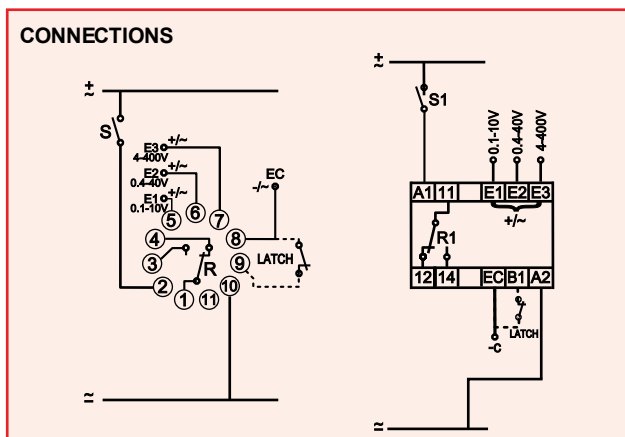 CONNECTIONS
+
~
S
E3 +/~
4-400V
E2 +/~
0.4-40V
E1 +/~
0.1-10V
EC
-/~
5 6 7
4 8
3 R 9 LATCH
2 1 11 10
~
-
+
~
S1
0.1-10V 0.4-40V 4-400V
A1 11 E1 E2 E3
+/~
R1
12 14 EC B1 A2
LATCH
-C
~
-